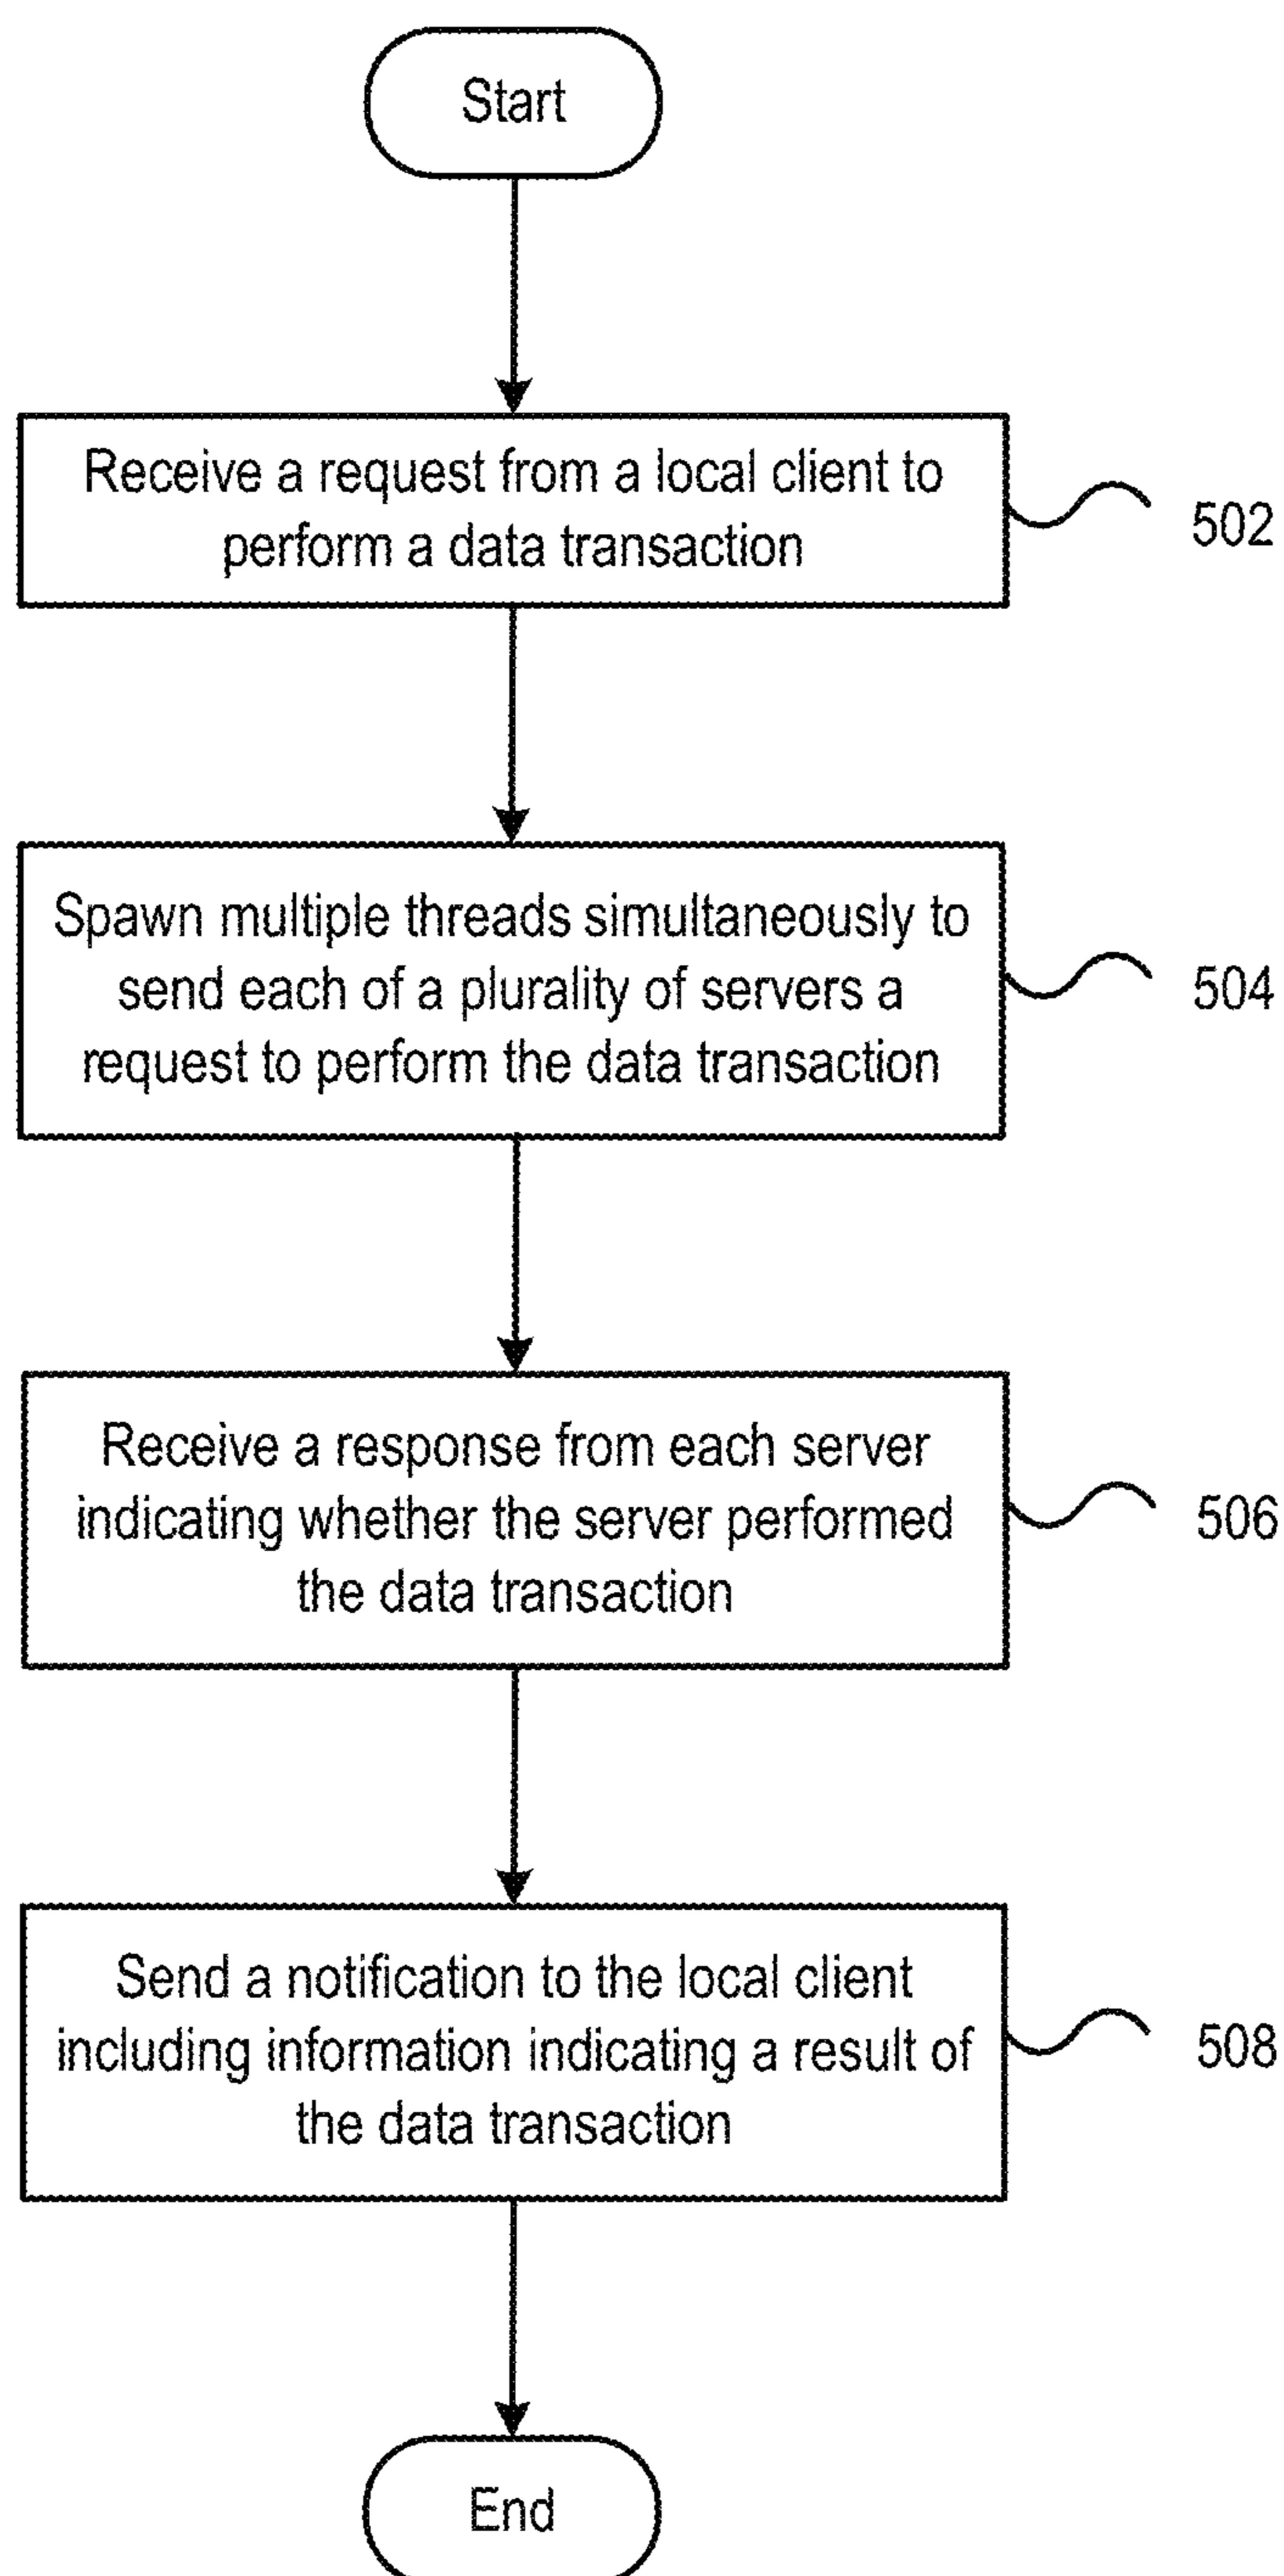 Start
Receive a request from a local client to
perform a data transaction
502
Spawn multiple threads simultaneously to
send each of a plurality of servers a
request to perform the data transaction
504
Receive a response from each server
indicating whether the server performed
the data transaction
506
Send a notification to the local client
including information indicating a result of
the data transaction
508
End